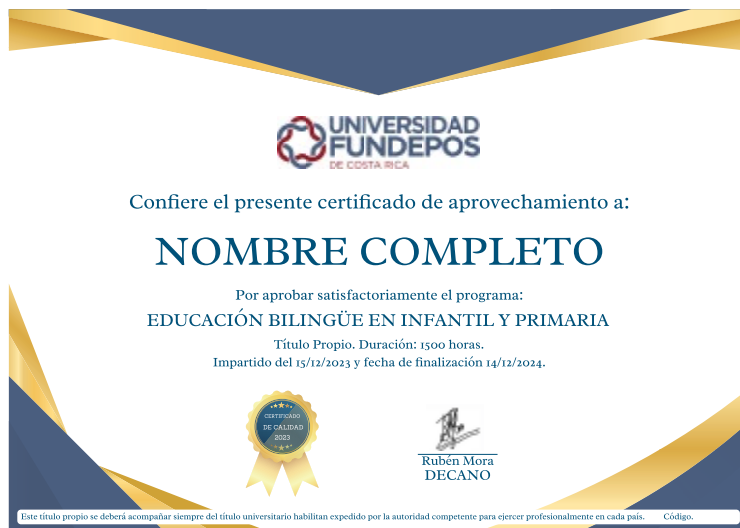 UNIVERSIDAD
FUNDEPOS
DE COSTA RICA
Confiere el presente certificado de aprovechamiento a:
NOMBRE COMPLETO
Por aprobar satisfactoriamente el programa:
EDUCACIÓN BILINGÜE EN INFANTIL Y PRIMARIA
Título Propio. Duración: 1500 horas.
Impartido del 15/12/2023 y fecha de finalización 14/12/2024.
CERTIFICADO
DE CALIDAD
2023
Rubén Mora
DECANO
Este título propio se deberá acompañar siempre del título universitario habilitan expedido por la autoridad competente para ejercer profesionalmente en cada país. Código.